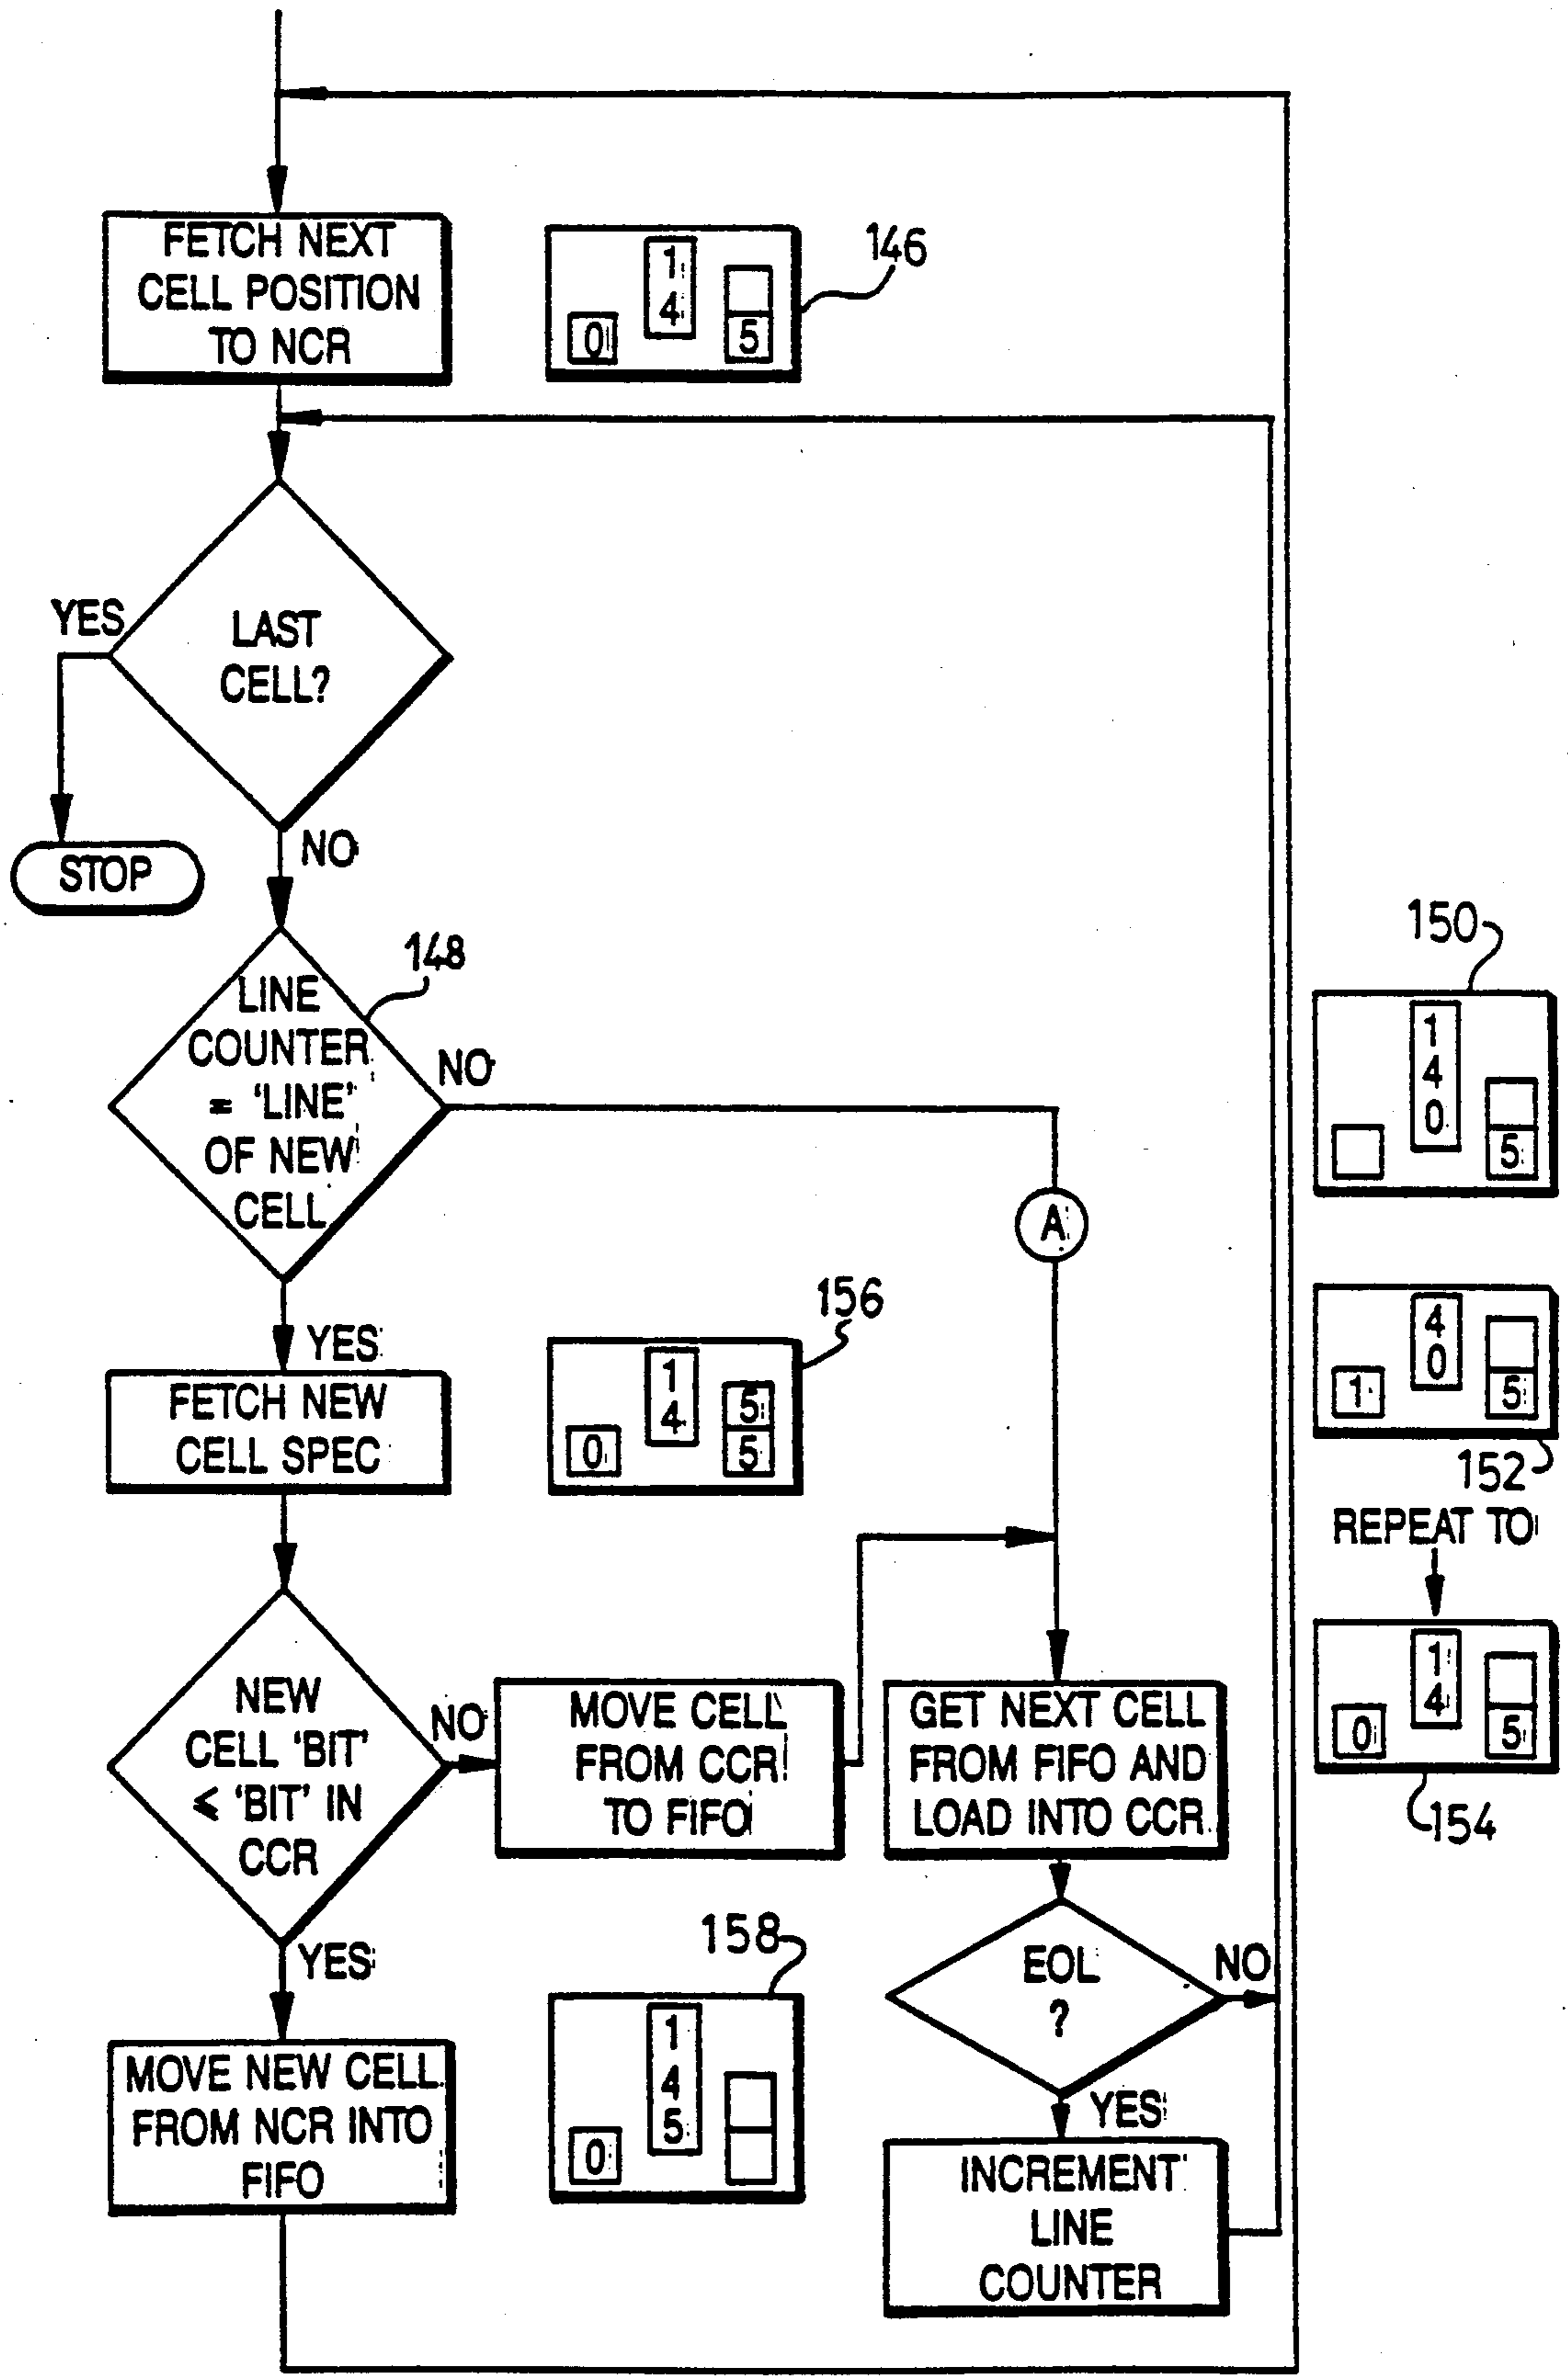 FETCH NEXT
CELL POSITION
TO NCR
0
1
4
5
146
LAST
CELL?
YES
NO
STOP
LINE
COUNTER
= 'LINE'
OF NEW
CELL
148
NO
YES
A
150
1
4
0
5
4
0
1
5
152
REPEAT TO
1
4
0
5
154
FETCH NEW
CELL SPEC
156
1
4
0
5
5
NEW
CELL 'BIT'
⩽ 'BIT' IN
CCR
NO
YES
MOVE CELL
FROM CCR
TO FIFO
GET NEXT CELL
FROM FIFO AND
LOAD INTO CCR
EOL
?
NO
YES
158
1
4
5
0
MOVE NEW CELL
FROM NCR INTO
FIFO
INCREMENT
LINE
COUNTER